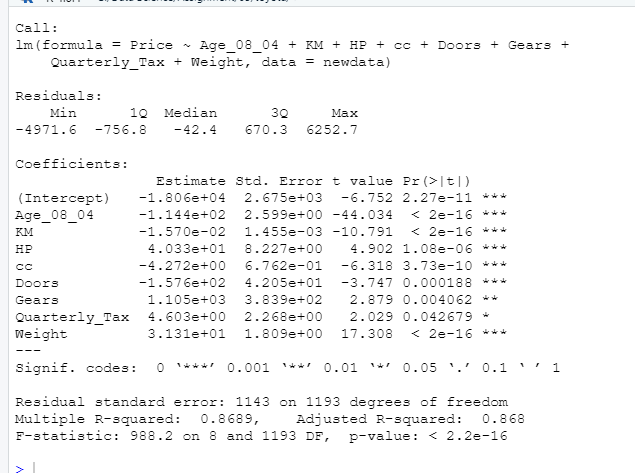 Call:
lm(formula = Price ~ Age_08_04 + KM + HP + cc + Doors + Gears +
    Quarterly_Tax + Weight, data = newdata)
Residuals:
    Min      1Q  Median      3Q     Max
-4971.6  -756.8   -42.4   670.3  6252.7
Coefficients:
                Estimate Std. Error t value Pr(>|t|)
(Intercept)   -1.806e+04  2.675e+03  -6.752 2.27e-11 ***
Age_08_04     -1.144e+02  2.599e+00 -44.034  < 2e-16 ***
KM            -1.570e-02  1.455e-03 -10.791  < 2e-16 ***
HP             4.033e+01  8.227e+00   4.902 1.08e-06 ***
cc            -4.272e+00  6.762e-01  -6.318 3.73e-10 ***
Doors         -1.576e+02  4.205e+01  -3.747 0.000188 ***
Gears          1.105e+03  3.839e+02   2.879 0.004062 **
Quarterly_Tax  4.603e+00  2.268e+00   2.029 0.042679 *
Weight         3.131e+01  1.809e+00  17.308  < 2e-16 ***
---
Signif. codes:  0 ‘***’ 0.001 ‘**’ 0.01 ‘*’ 0.05 ‘.’ 0.1 ‘ ’ 1
Residual standard error: 1143 on 1193 degrees of freedom
Multiple R-squared:  0.8689,    Adjusted R-squared:  0.868
F-statistic: 988.2 on 8 and 1193 DF,  p-value: < 2.2e-16
>